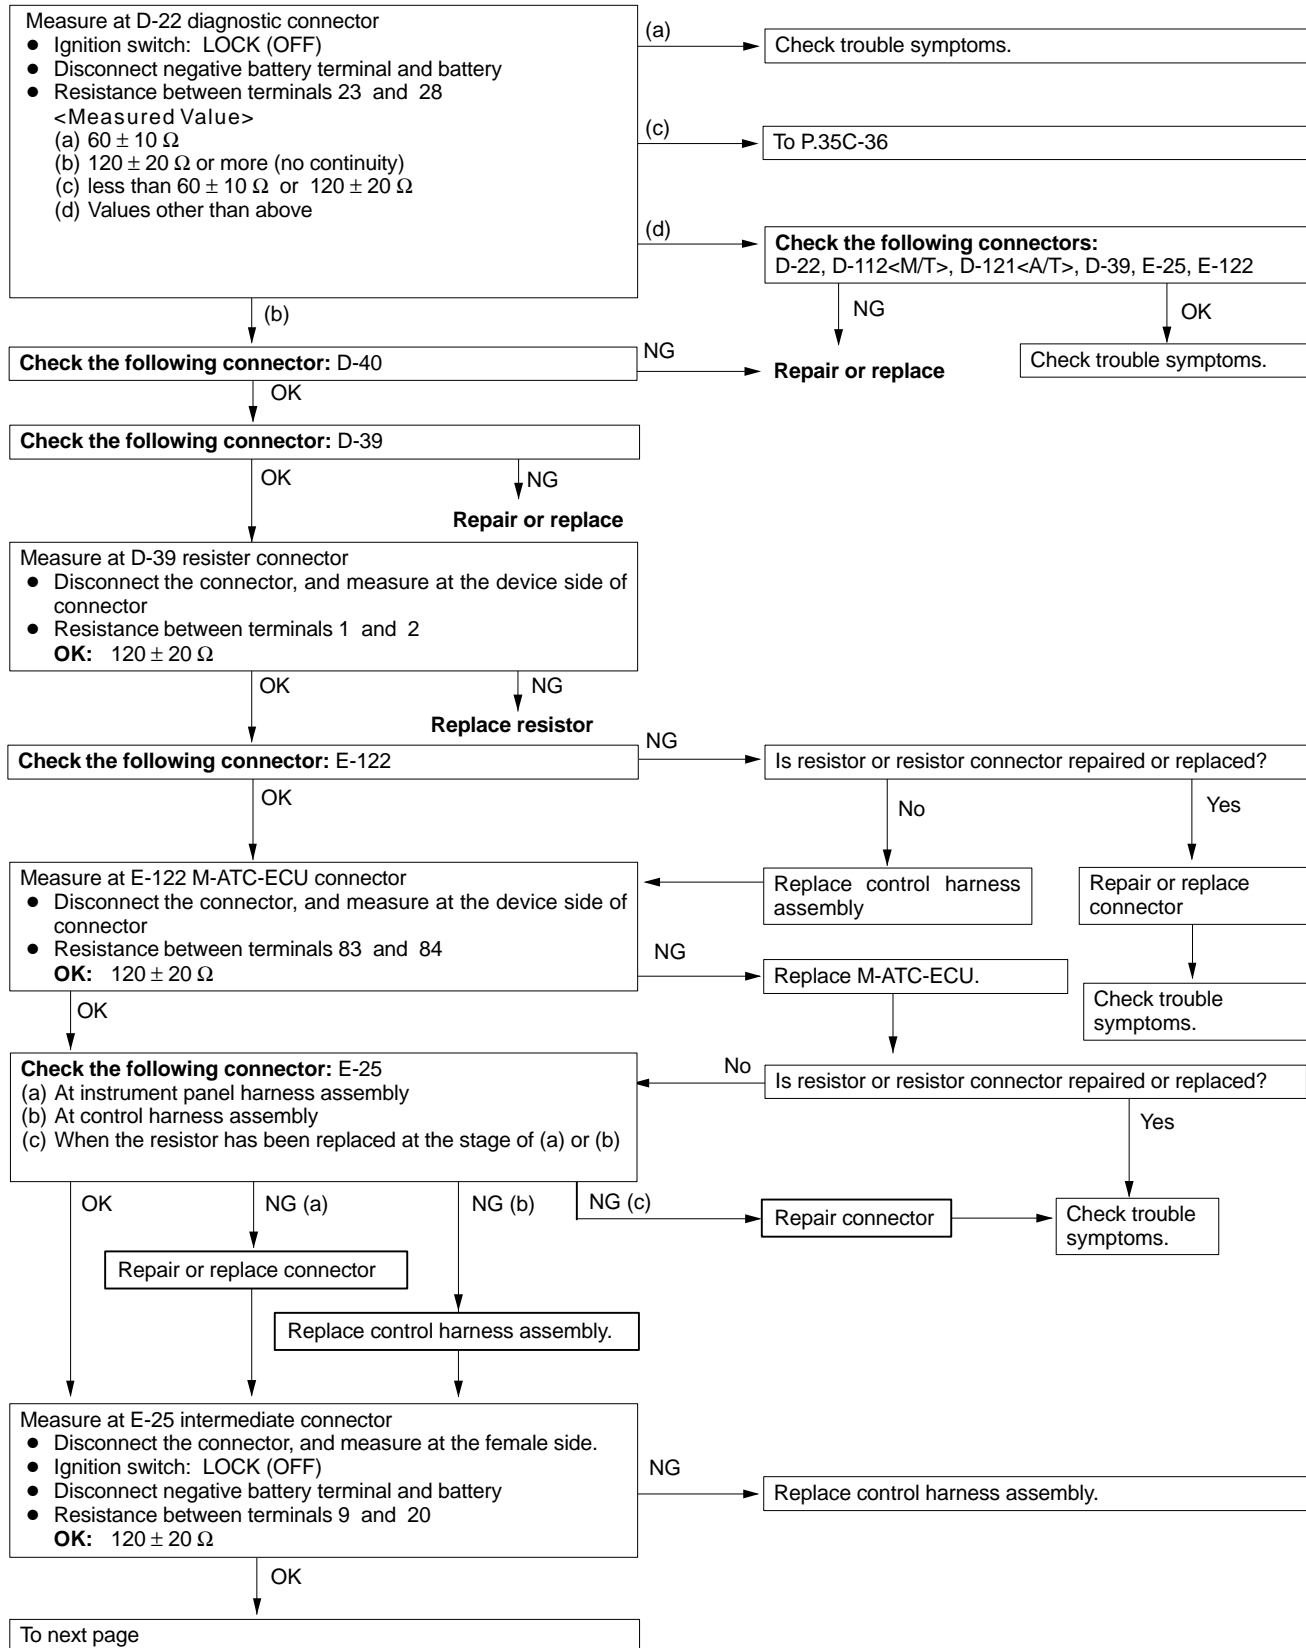 Measure at D-22 diagnostic connector
● Ignition switch: LOCK (OFF)
● Disconnect negative battery terminal and battery
● Resistance between terminals 23 and 28
<Measured Value>
(a) 60 ± 10 Ω
(b) 120 ± 20 Ω or more (no continuity)
(c) less than 60 ± 10 Ω or 120 ± 20 Ω
(d) Values other than above
(a)
Check trouble symptoms.
(c)
To P.35C-36
(d)
Check the following connectors:
D-22, D-112<M/T>, D-121<A/T>, D-39, E-25, E-122
NG
OK
Repair or replace
Check trouble symptoms.
(b)
Check the following connector: D-40
NG
OK
Check the following connector: D-39
OK
NG
Repair or replace
Measure at D-39 resister connector
● Disconnect the connector, and measure at the device side of
connector
● Resistance between terminals 1 and 2
OK: 120 ± 20 Ω
OK
NG
Replace resistor
Check the following connector: E-122
NG
Is resistor or resistor connector repaired or replaced?
OK
No
Yes
Measure at E-122 M-ATC-ECU connector
● Disconnect the connector, and measure at the device side of
connector
● Resistance between terminals 83 and 84
OK: 120 ± 20 Ω
Replace control harness
assembly
Repair or replace
connector
NG
Replace M-ATC-ECU.
Check trouble
symptoms.
OK
Check the following connector: E-25
(a) At instrument panel harness assembly
(b) At control harness assembly
(c) When the resistor has been replaced at the stage of (a) or (b)
No
Is resistor or resistor connector repaired or replaced?
Yes
OK
NG (a)
NG (b)
NG (c)
Repair connector
Check trouble
symptoms.
Repair or replace connector
Replace control harness assembly.
Measure at E-25 intermediate connector
● Disconnect the connector, and measure at the female side.
● Ignition switch: LOCK (OFF)
● Disconnect negative battery terminal and battery
● Resistance between terminals 9 and 20
OK: 120 ± 20 Ω
NG
Replace control harness assembly.
OK
To next page